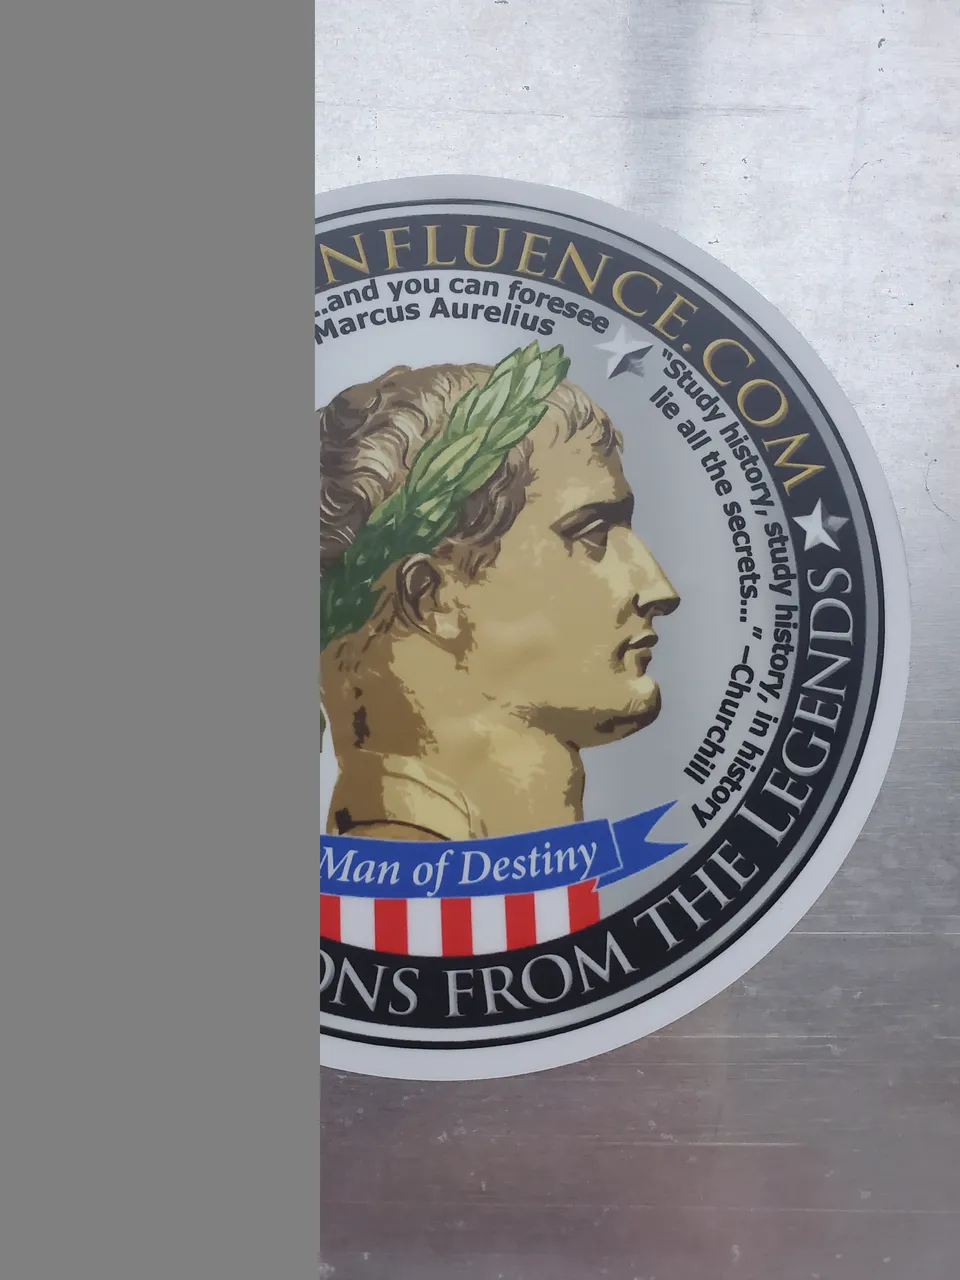 NFLUENCE.COM
...and you can foresee
Marcus Aurelius
"Study history, study history, in history
lie all the secrets... " –Churchill
Man of Destiny
ONS FROM THE LEGENDS